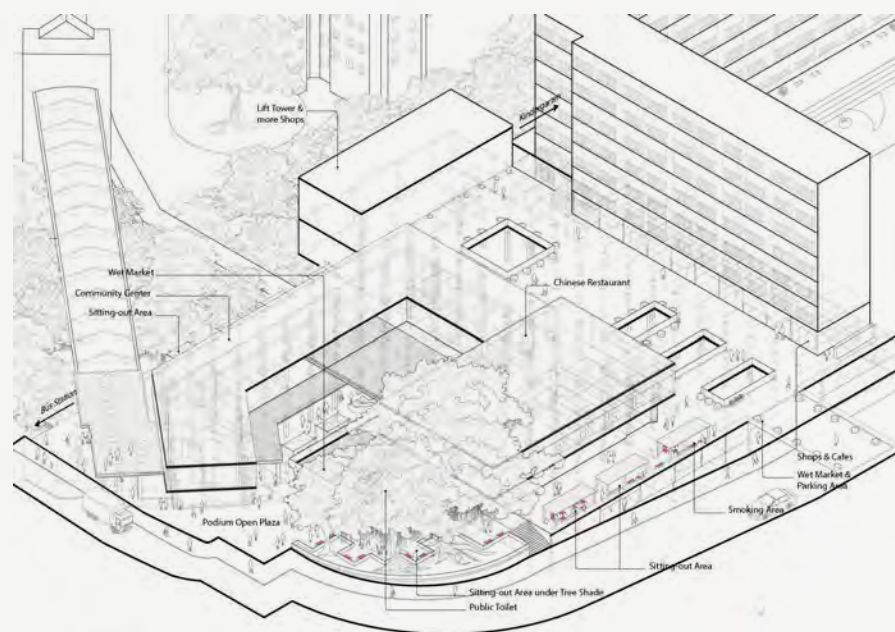 Lift Tower &
more Shops
Kindergarten
Wet Market
Community Center
Sitting-out Area
Chinese Restaurant
Bus Station
Shops & Cafes
Wet Market &
Parking Area
Smoking Area
Podium Open Plaza
Sitting-out Area
Sitting-out Area under Tree Shade
Public Toilet